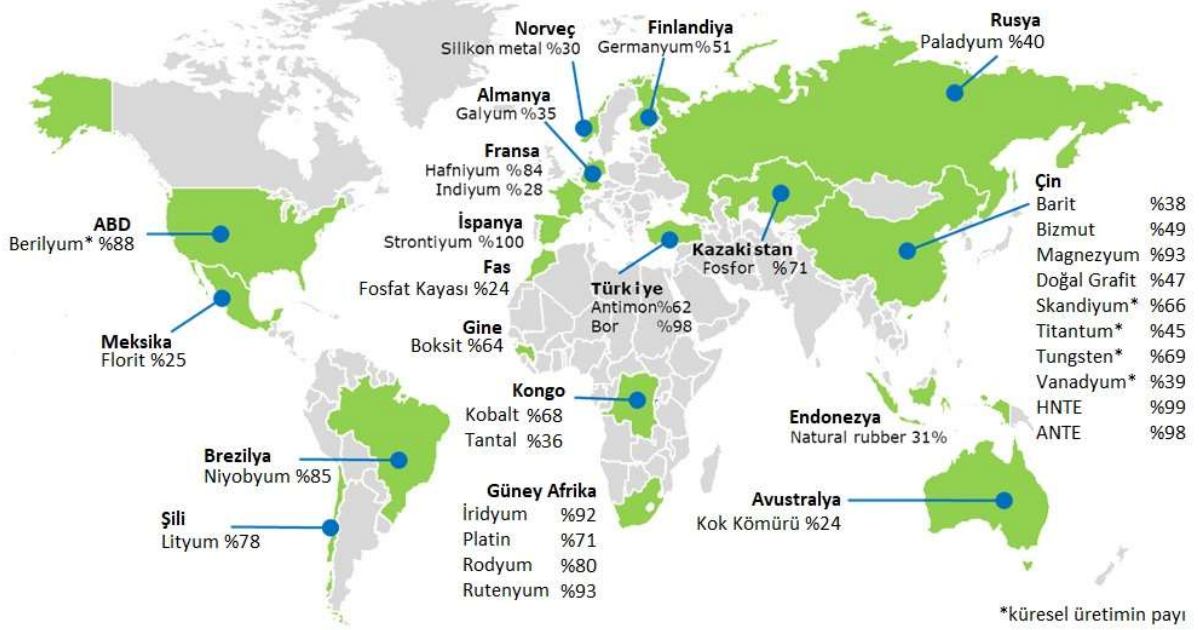 Norveç
Silikon metal %30
Finlandiya
Germanyum%51
Rusya
Paladyum %40
Almanya
Galyum %35
Fransa
Hafniyum %84
Indiyum %28
ABD
Berilyum* %88
İspanya
Strontiyum %100
Fas
Fosfat Kayası %24
Türkiye
Antimon%62
Bor %98
Kazakistan
Fosfor %71
Çin
Barit %38
Bizmut %49
Magnezyum %93
Doğal Grafit %47
Skandiyum* %66
Titantum* %45
Tungsten* %69
Vanadyum* %39
HNTE %99
ANTE %98
Meksika
Florit %25
Gine
Boksit %64
Kongo
Kobalt %68
Tantal %36
Endonezya
Natural rubber 31%
Brezilya
Niyobyum %85
Şili
Lityum %78
Güney Afrika
İridyum %92
Platin %71
Rodyum %80
Rutenyum %93
Avustralya
Kok Kömürü %24
*küresel üretimin payı